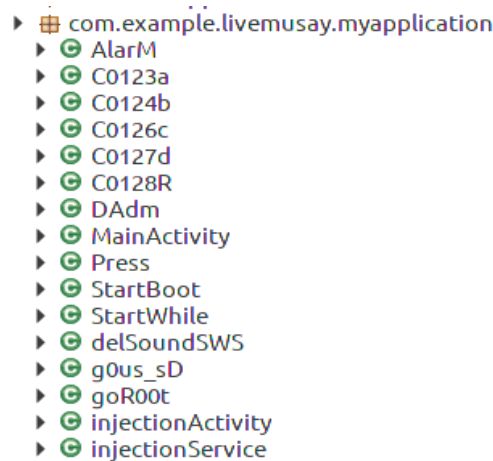 com.example.livemusay.myapplication
AlarM
C0123a
C0124b
C0126c
C0127d
C0128R
DAdm
MainActivity
Press
StartBoot
StartWhile
delSoundSWS
g0us_sD
goR00t
injectionActivity
injectionService